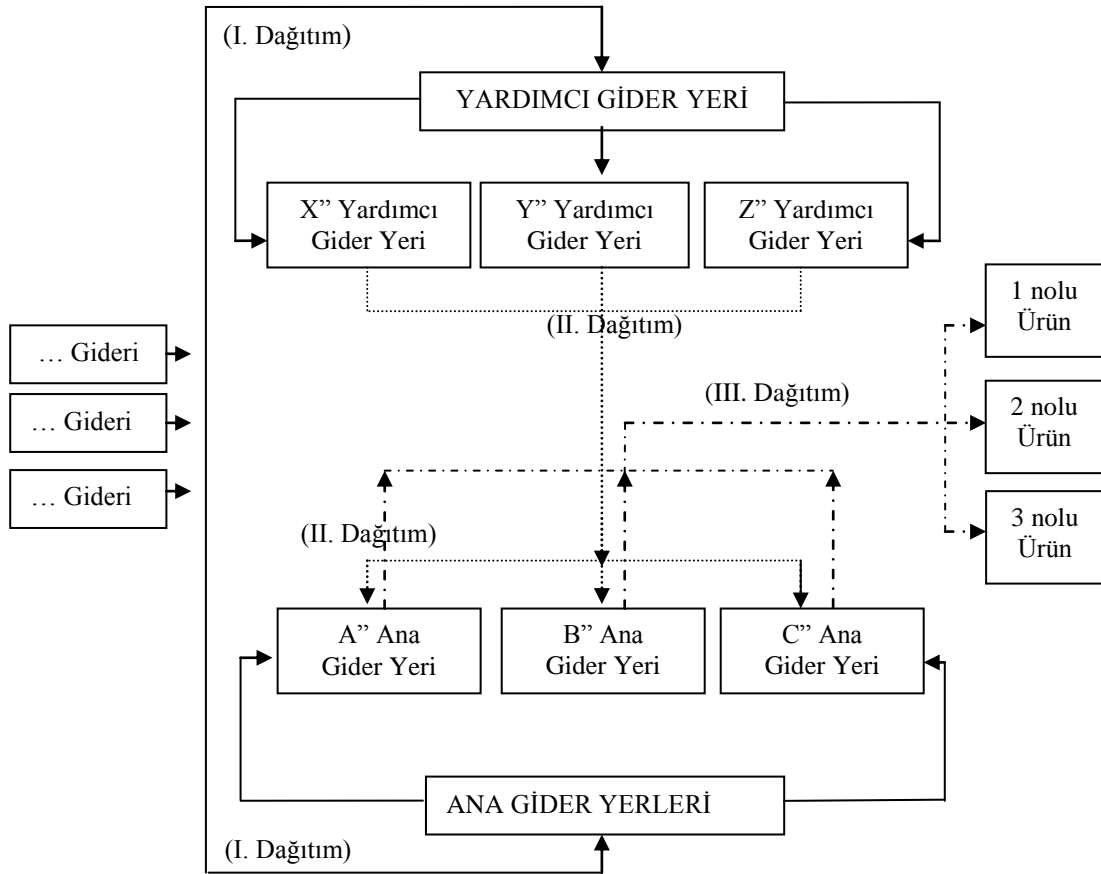 (I. Dağıtım)
YARDIMCI GİDER YERİ
X” Yardımcı
Gider Yeri
Y” Yardımcı
Gider Yeri
Z” Yardımcı
Gider Yeri
(II. Dağıtım)
… Gideri
… Gideri
… Gideri
1 nolu
Ürün
(III. Dağıtım)
2 nolu
Ürün
3 nolu
Ürün
(II. Dağıtım)
A” Ana
Gider Yeri
B” Ana
Gider Yeri
C” Ana
Gider Yeri
ANA GİDER YERLERİ
(I. Dağıtım)